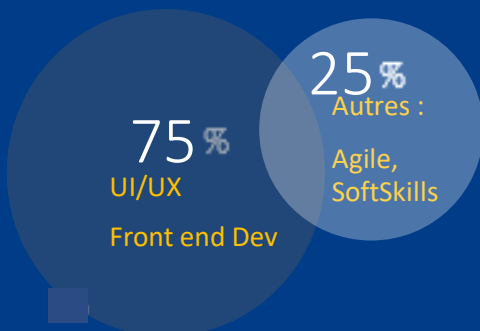 75%
UI/UX
Front end Dev
25%
Autres :
Agile,
SoftSkills